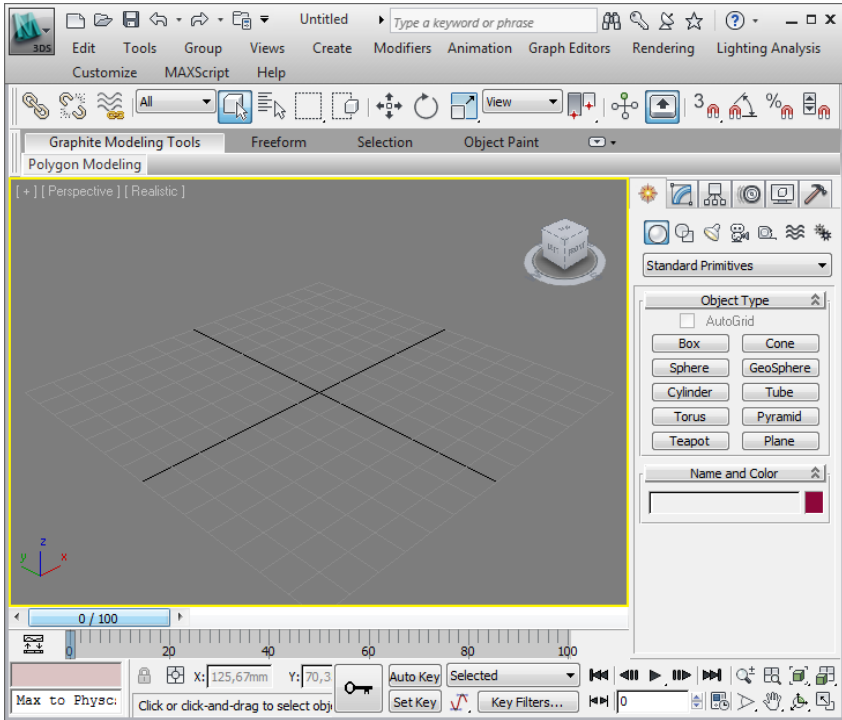 Untitled
Type a keyword or phrase
3DS
Edit Tools Group Views Create Modifiers Animation Graph Editors Rendering Lighting Analysis
Customize MAXScript Help
All
View
3
%
Graphite Modeling Tools Freeform Selection Object Paint
Polygon Modeling
[ + ] [ Perspective ] [ Realistic ]
Standard Primitives
Object Type
AutoGrid
Box Cone
Sphere GeoSphere
Cylinder Tube
Torus Pyramid
Teapot Plane
Name and Color
z
y x
0 / 100
0 20 40 60 80 100
X: 125,67mm Y: 70,3
Auto Key Selected
Max to Physc:
Click or click-and-drag to select obj
Set Key Key Filters... 0